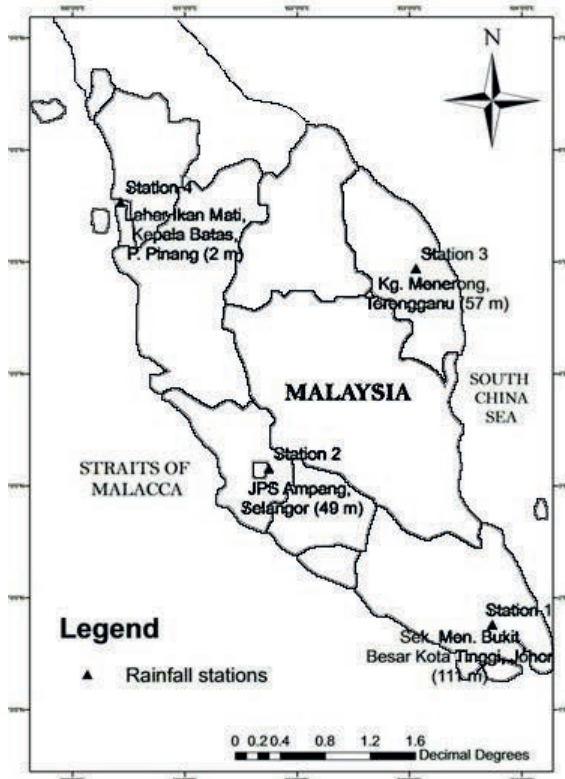 N
Station 4
Lahar Ikan Mati,
Kepala Batas,
P. Pinang (2 m)
Station 3
Kg. Menerong,
Terengganu (57 m)
MALAYSIA
SOUTH
CHINA
SEA
Station 2
STRAITS OF
MALACCA
JPS Ampang,
Selangor (49 m)
Station 1
Sek. Men. Bukit
Besar Kota Tinggi, Johor
(111 m)
Legend
Rainfall stations
0 0.2 0.4 0.8 1.2 1.6
Decimal Degrees